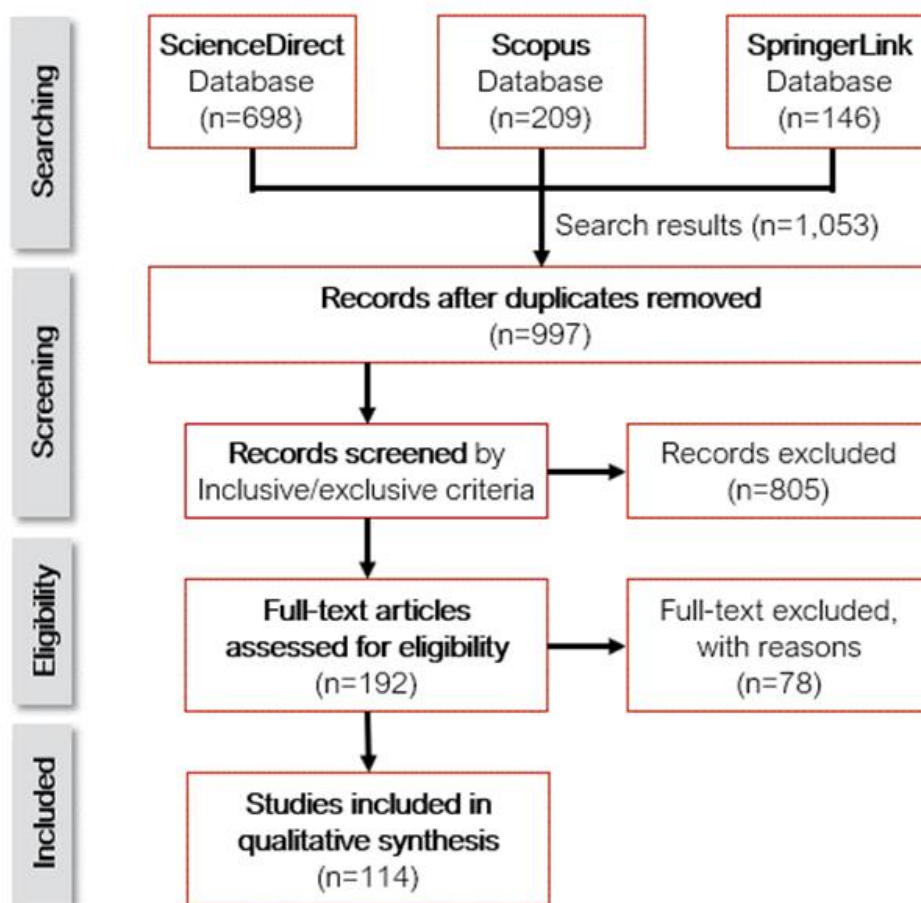 Searching
ScienceDirect
Database
(n=698)
Scopus
Database
(n=209)
SpringerLink
Database
(n=146)
Search results (n=1,053)
Screening
Records after duplicates removed
(n=997)
Records screened by
Inclusive/exclusive criteria
Records excluded
(n=805)
Eligibility
Full-text articles
assessed for eligibility
(n=192)
Full-text excluded,
with reasons
(n=78)
Included
Studies included in
qualitative synthesis
(n=114)